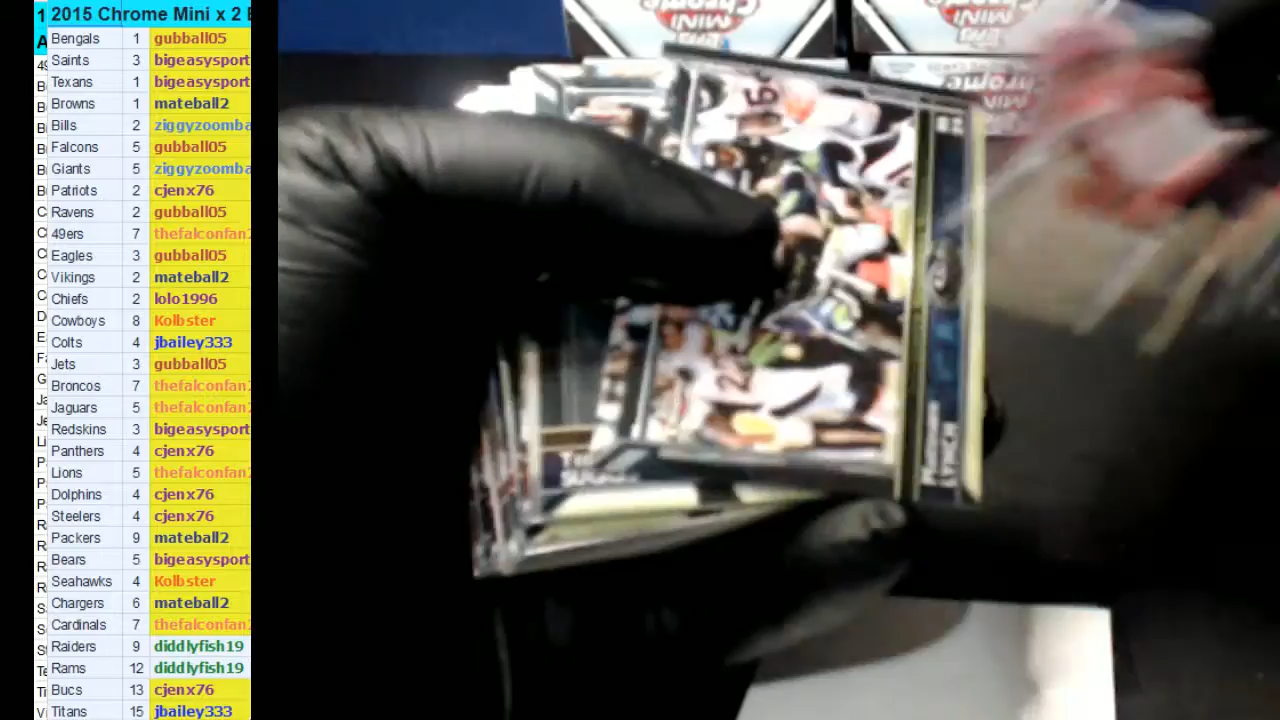 2015 Chrome Mini x 2
Bengals 1 gubball05
Saints 3 bigeasysport
Texans 1 bigeasysport
Browns 1 mateball2
Bills 2 ziggyzoomba
Falcons 5 gubball05
Giants 5 ziggyzoomba
Patriots 2 cjenx76
Ravens 2 gubball05
49ers 7 thefalconfan
Eagles 3 gubball05
Vikings 2 mateball2
Chiefs 2 lolo1996
Cowboys 8 Kolbster
Colts 4 jbailey333
Jets 3 gubball05
Broncos 7 thefalconfan
Jaguars 5 thefalconfan
Redskins 3 bigeasysport
Panthers 4 cjenx76
Lions 5 thefalconfan
Dolphins 4 cjenx76
Steelers 4 cjenx76
Packers 9 mateball2
Bears 5 bigeasysport
Seahawks 4 Kolbster
Chargers 6 mateball2
Cardinals 7 thefalconfan
Raiders 9 diddlyfish19
Rams 12 diddlyfish19
Bucs 13 cjenx76
Titans 15 jbailey333
Chrome
MINI
LYNCH